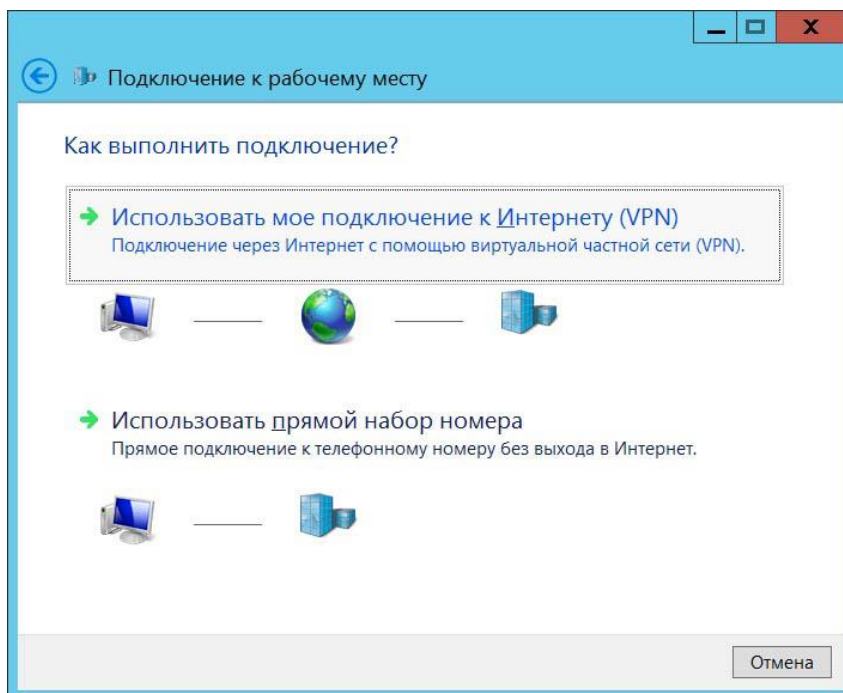 Подключение к рабочему месту
Как выполнить подключение?
Использовать мое подключение к Интернету (VPN)
Подключение через Интернет с помощью виртуальной частной сети (VPN).
Использовать прямой набор номера
Прямое подключение к телефонному номеру без выхода в Интернет.
Отмена